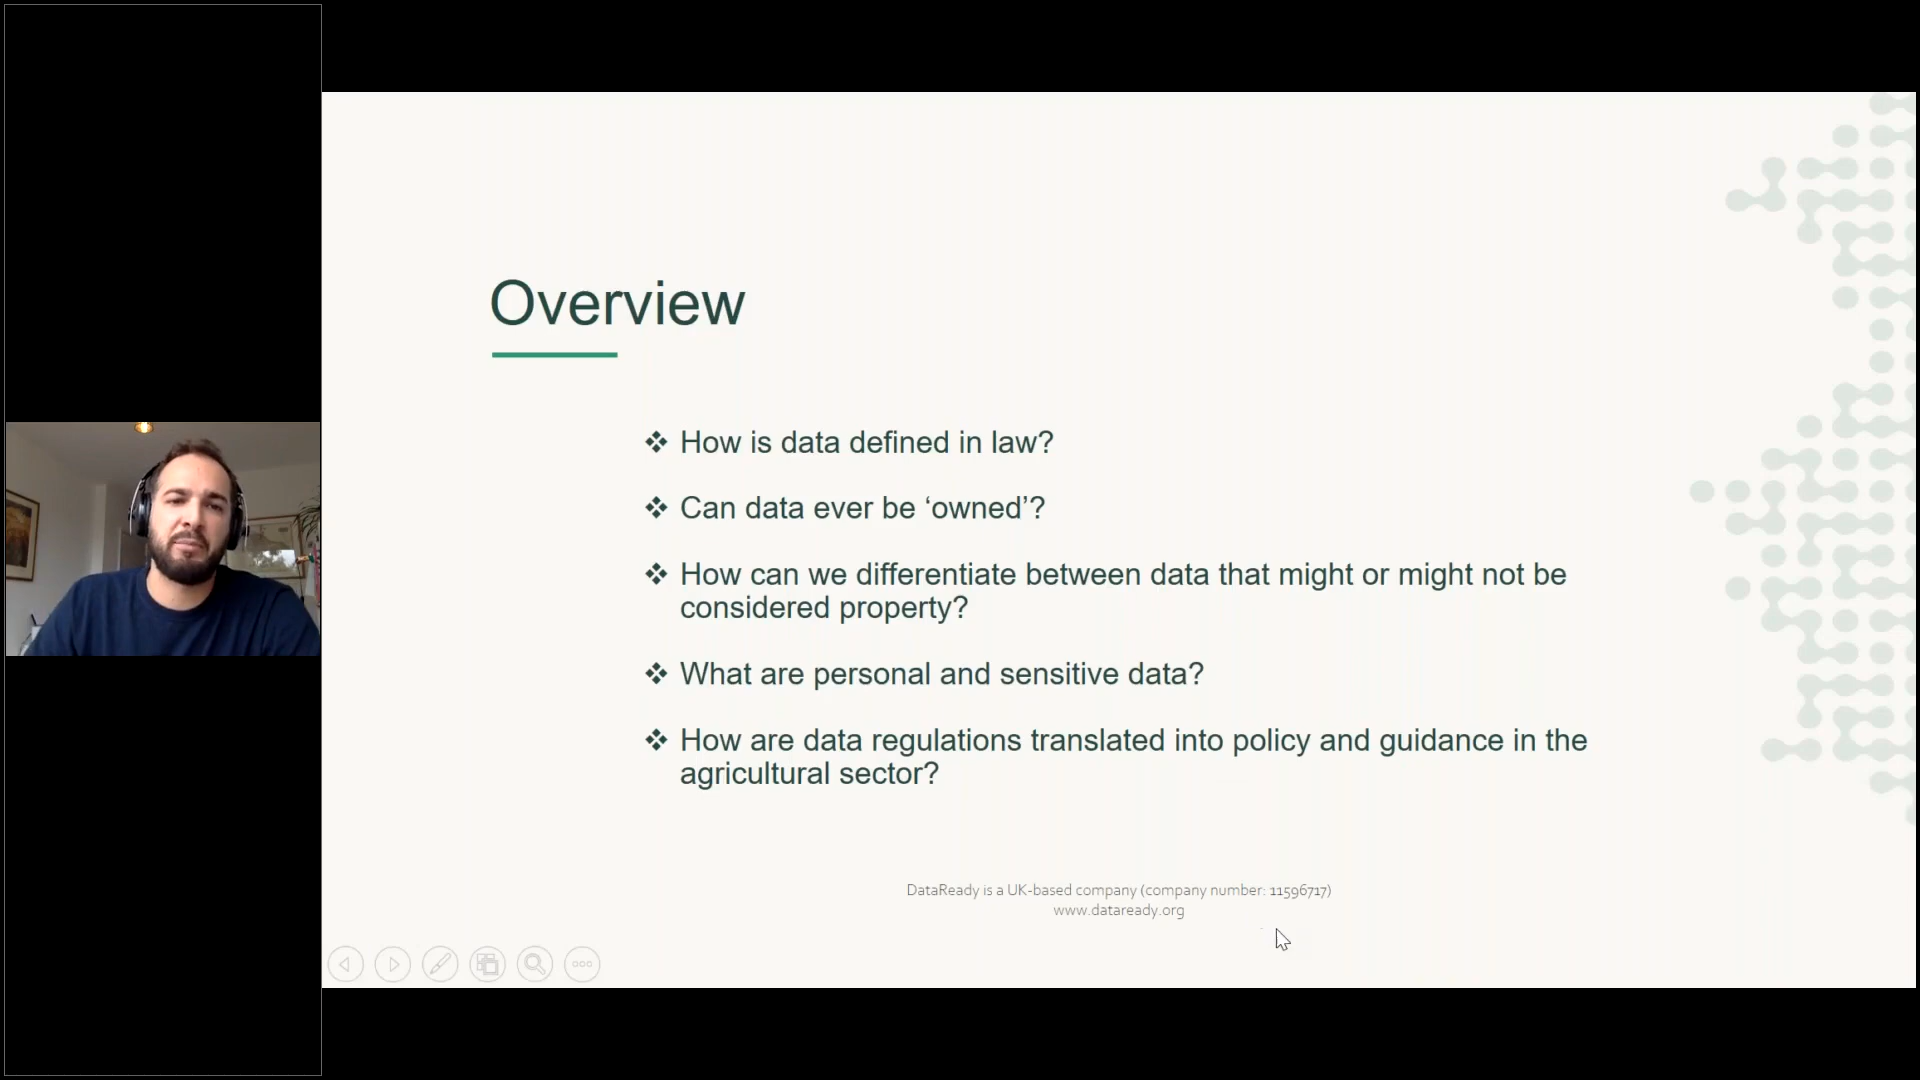 Overview
❖ How is data defined in law?
❖ Can data ever be ‘owned’?
❖ How can we differentiate between data that might or might not be
considered property?
❖ What are personal and sensitive data?
❖ How are data regulations translated into policy and guidance in the
agricultural sector?
DataReady is a UK-based company (company number: 11596717)
www.dataready.org